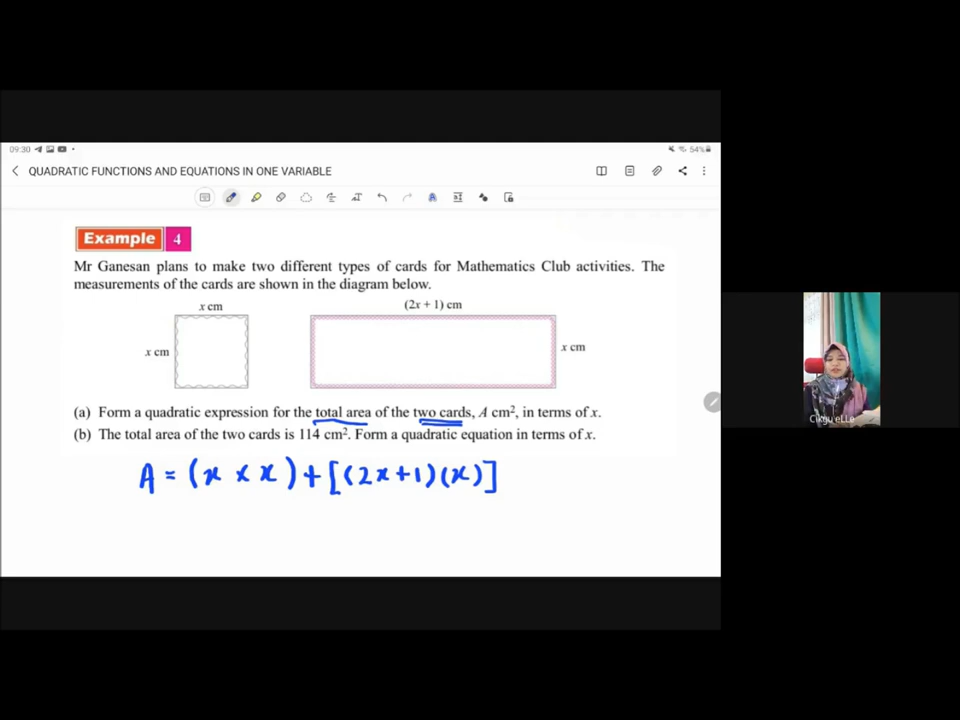 09:30
54%
QUADRATIC FUNCTIONS AND EQUATIONS IN ONE VARIABLE
Example 4
Mr Ganesan plans to make two different types of cards for Mathematics Club activities. The
measurements of the cards are shown in the diagram below.
x cm
(2x + 1) cm
x cm
x cm
(a) Form a quadratic expression for the total area of the two cards, A cm², in terms of x.
(b) The total area of the two cards is 114 cm². Form a quadratic equation in terms of x.
A = (x × x) + [(2x+1)(x)]
Cikgu eLLe